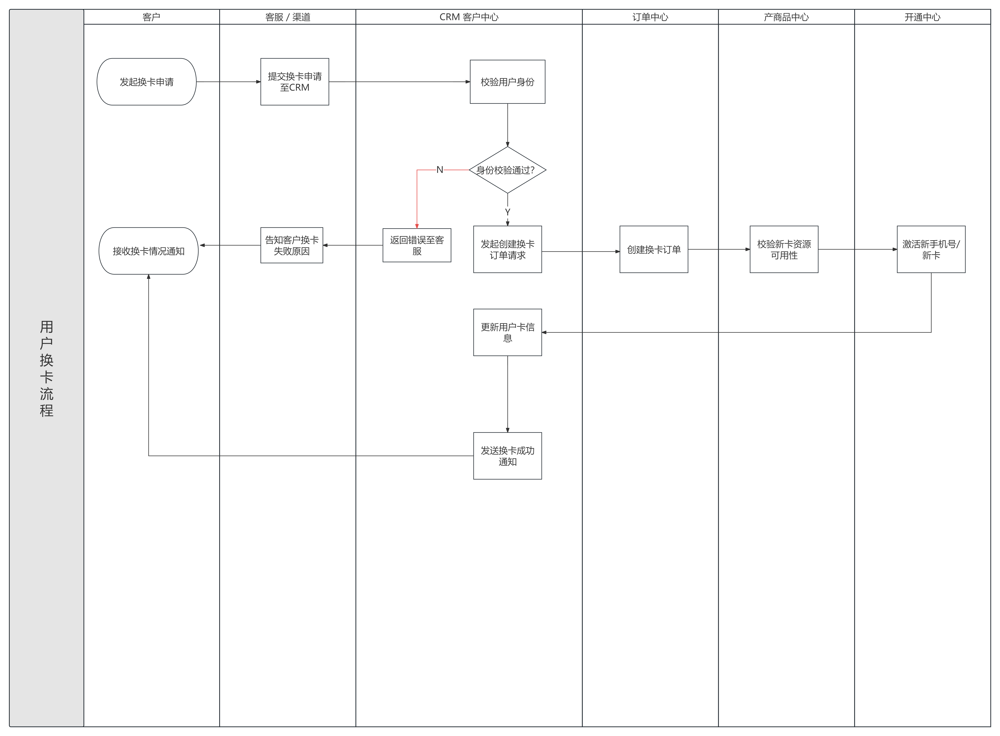 客户
客服 / 渠道
CRM 客户中心
订单中心
产商品中心
开通中心
用
户
换
卡
流
程
发起换卡申请
提交换卡申请
至CRM
校验用户身份
身份校验通过?
N
Y
接收换卡情况通知
告知客户换卡
失败原因
返回错误至客
服
发起创建换卡
订单请求
创建换卡订单
校验新卡资源
可用性
激活新手机号/
新卡
更新用户卡信
息
发送换卡成功
通知